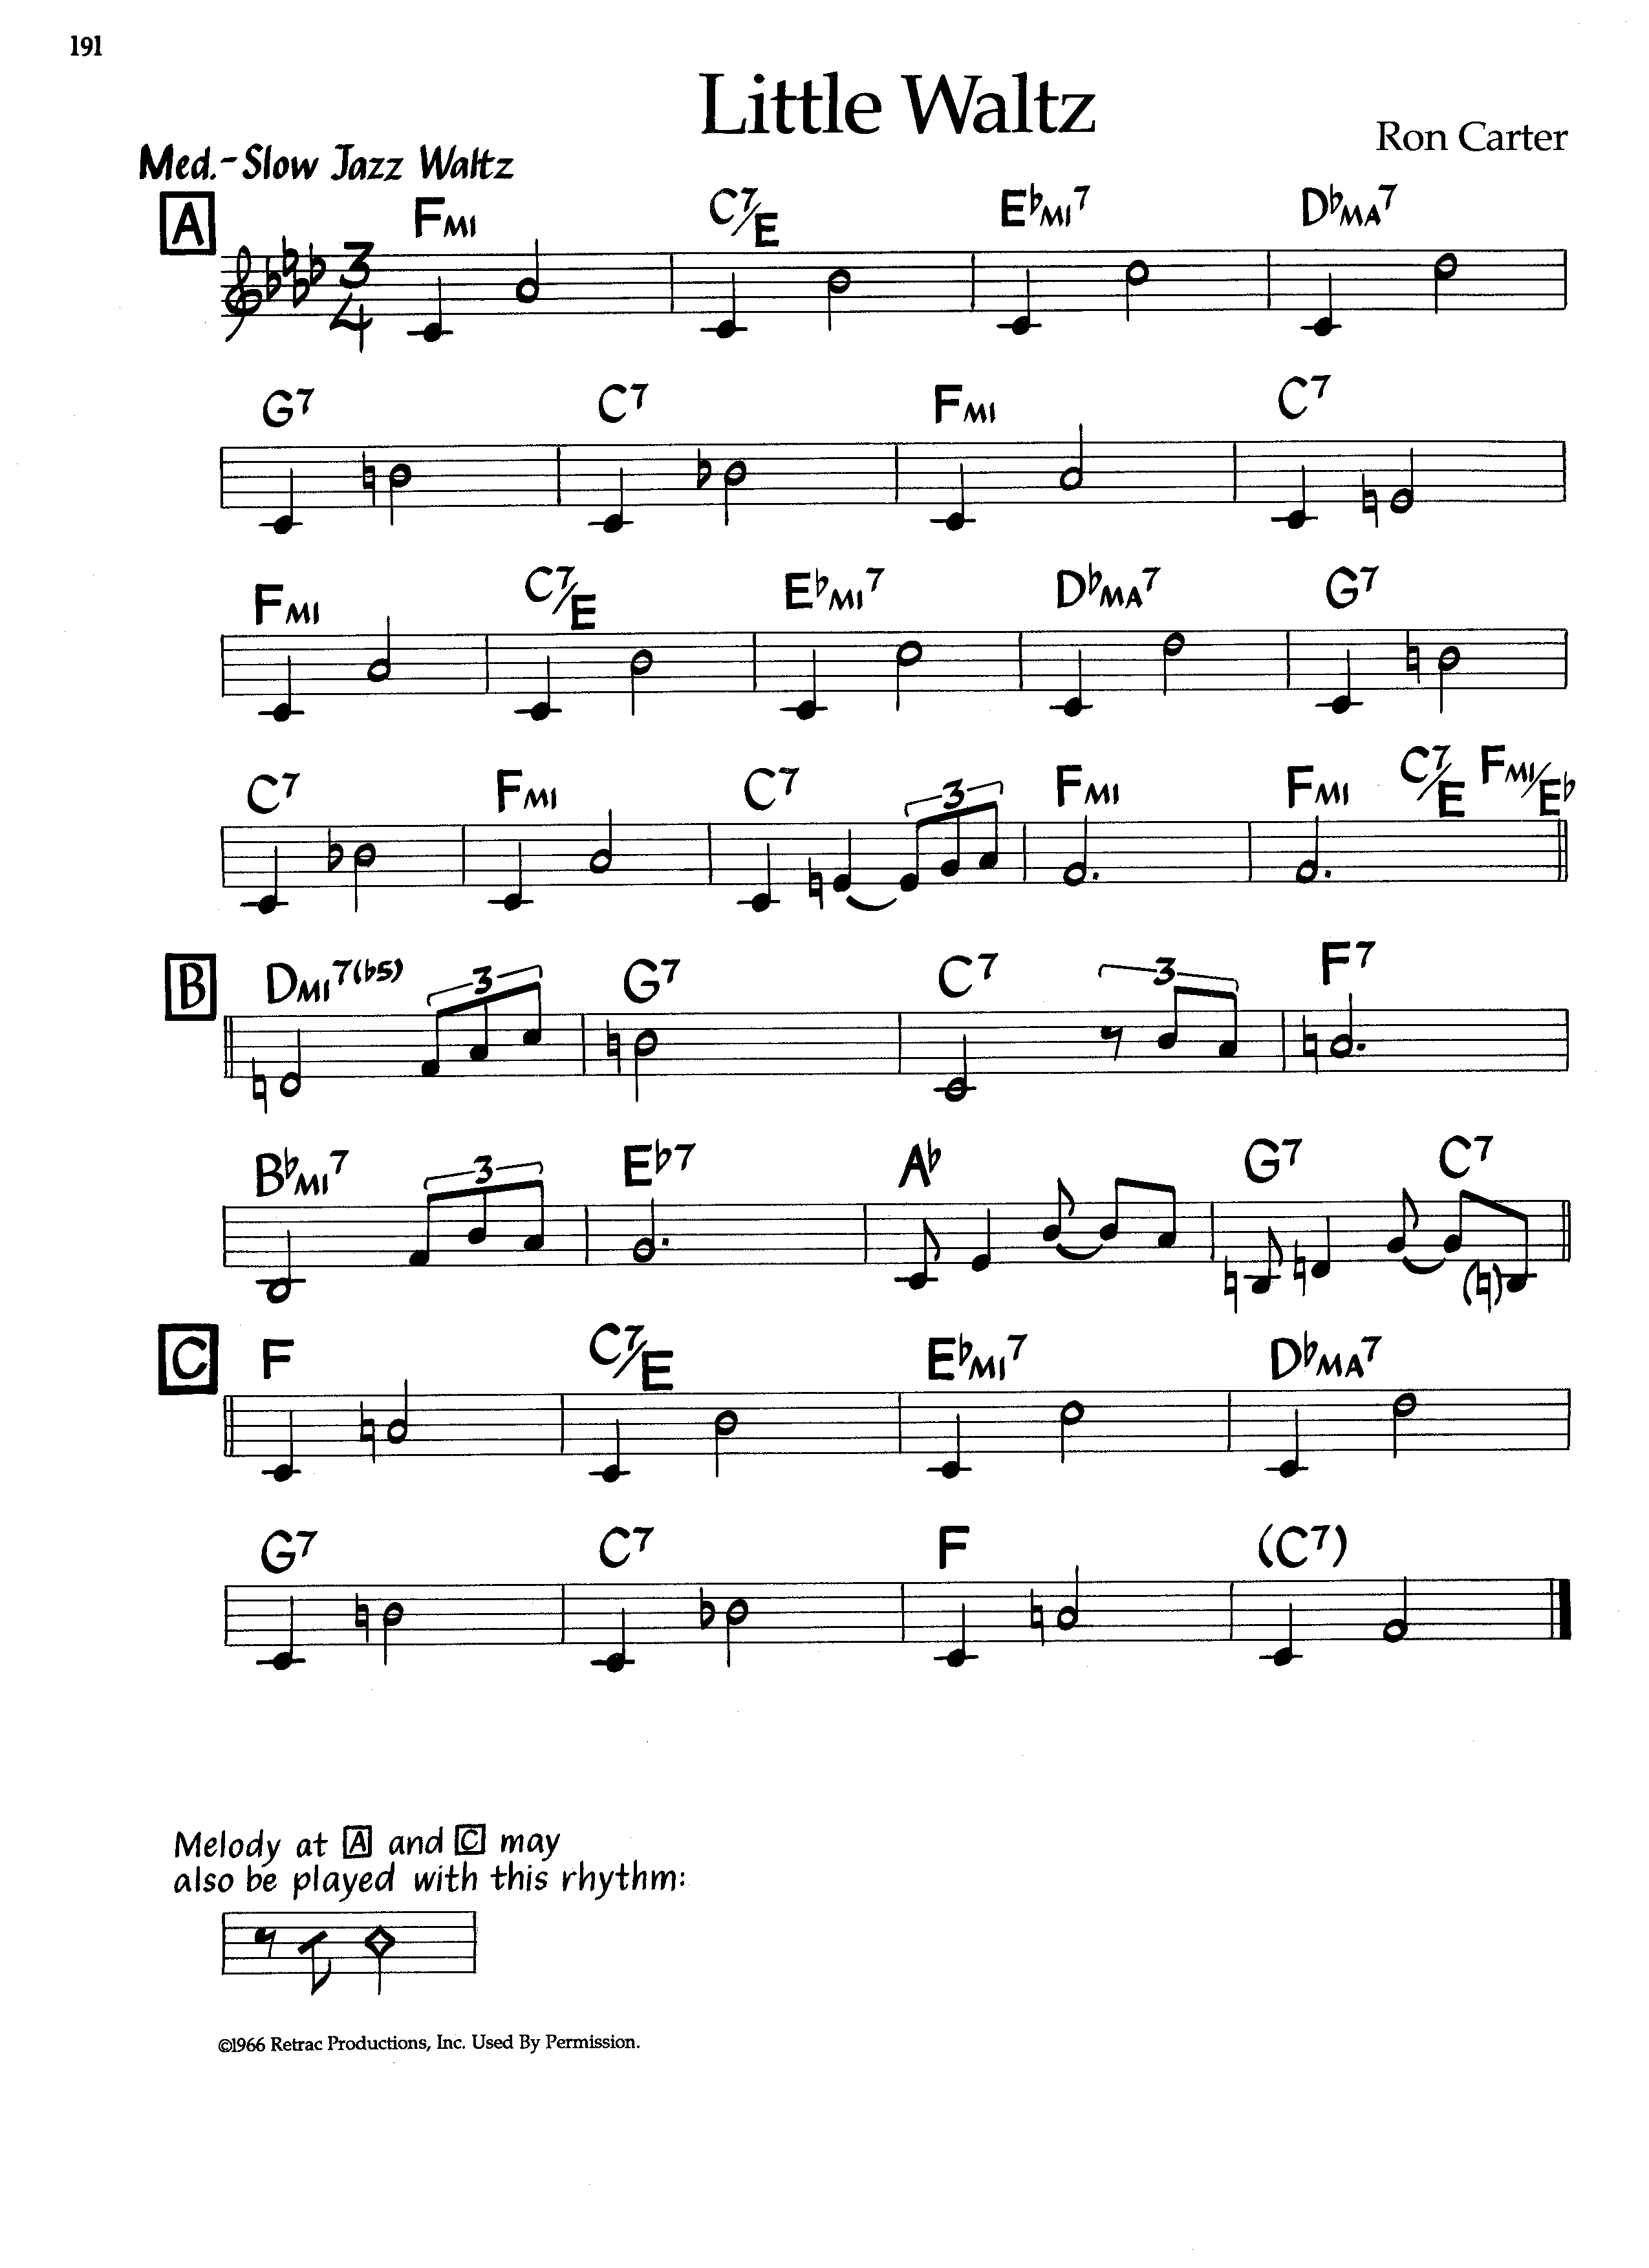 191
Little Waltz
Ron Carter
Med.-Slow Jazz Waltz
A
FMI C7/E E♭MI7 D♭MA7
3/4
G7 C7 FMI C7
FMI C7/E E♭MI7 D♭MA7 G7
C7 FMI C7 3 FMI FMI C7/E FMI/E♭
B DMI7(♭5) 3 G7 C7 3 F7
B♭MI7 3 E♭7 A♭ G7 C7
C F C7/E E♭MI7 D♭MA7
G7 C7 F (C7)
Melody at A and C may
also be played with this rhythm:
©1966 Retrac Productions, Inc. Used By Permission.